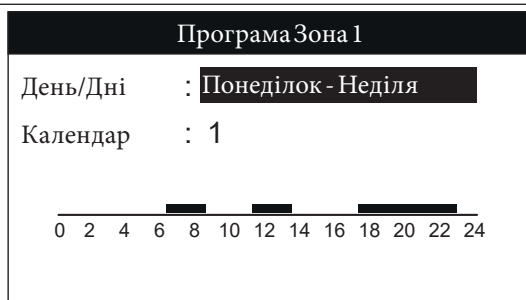 Програма Зона 1
День/Дні : Понеділок - Неділя
Календар : 1
0 2 4 6 8 10 12 14 16 18 20 22 24